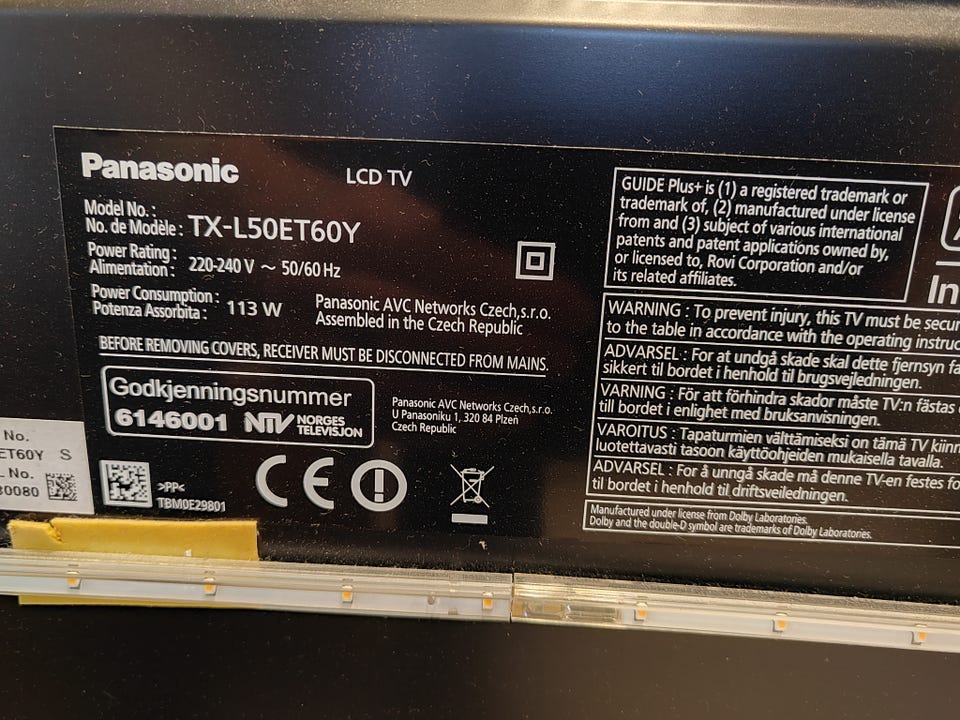 Panasonic
LCD TV
Model No. :
No. de Modèle : TX-L50ET60Y
Power Rating :
Alimentation : 220-240 V ~ 50/60 Hz
Power Consumption :
Potenza Assorbita : 113 W
Panasonic AVC Networks Czech,s.r.o.
Assembled in the Czech Republic
BEFORE REMOVING COVERS, RECEIVER MUST BE DISCONNECTED FROM MAINS.
Godkjenningsnummer
6146001 NTV NORGES
TELEVISJON
Panasonic AVC Networks Czech,s.r.o.
U Panasoniku 1, 320 84 Plzeň
Czech Republic
No.
ET60Y S
No.
30080
>PP<
TBM0E29801
CE
GUIDE Plus+ is (1) a registered trademark or
trademark of, (2) manufactured under license
from and (3) subject of various international
patents and patent applications owned by,
or licensed to, Rovi Corporation and/or
its related affiliates.
In
WARNING : To prevent injury, this TV must be secur
to the table in accordance with the operating instruc
ADVARSEL : For at undgå skade skal dette fjernsyn fa
sikkert til bordet i henhold til brugsvejledningen.
VARNING : För att förhindra skador måste TV:n fästas
till bordet i enlighet med bruksanvisningen.
VAROITUS : Tapaturmien välttämiseksi on tämä TV kiinn
luotettavasti tasoon käyttöohjeiden mukaisella tavalla.
ADVARSEL : For å unngå skade må denne TV-en festes fo
til bordet i henhold til driftsveiledningen.
Manufactured under license from Dolby Laboratories.
Dolby and the double-D symbol are trademarks of Dolby Laboratories.